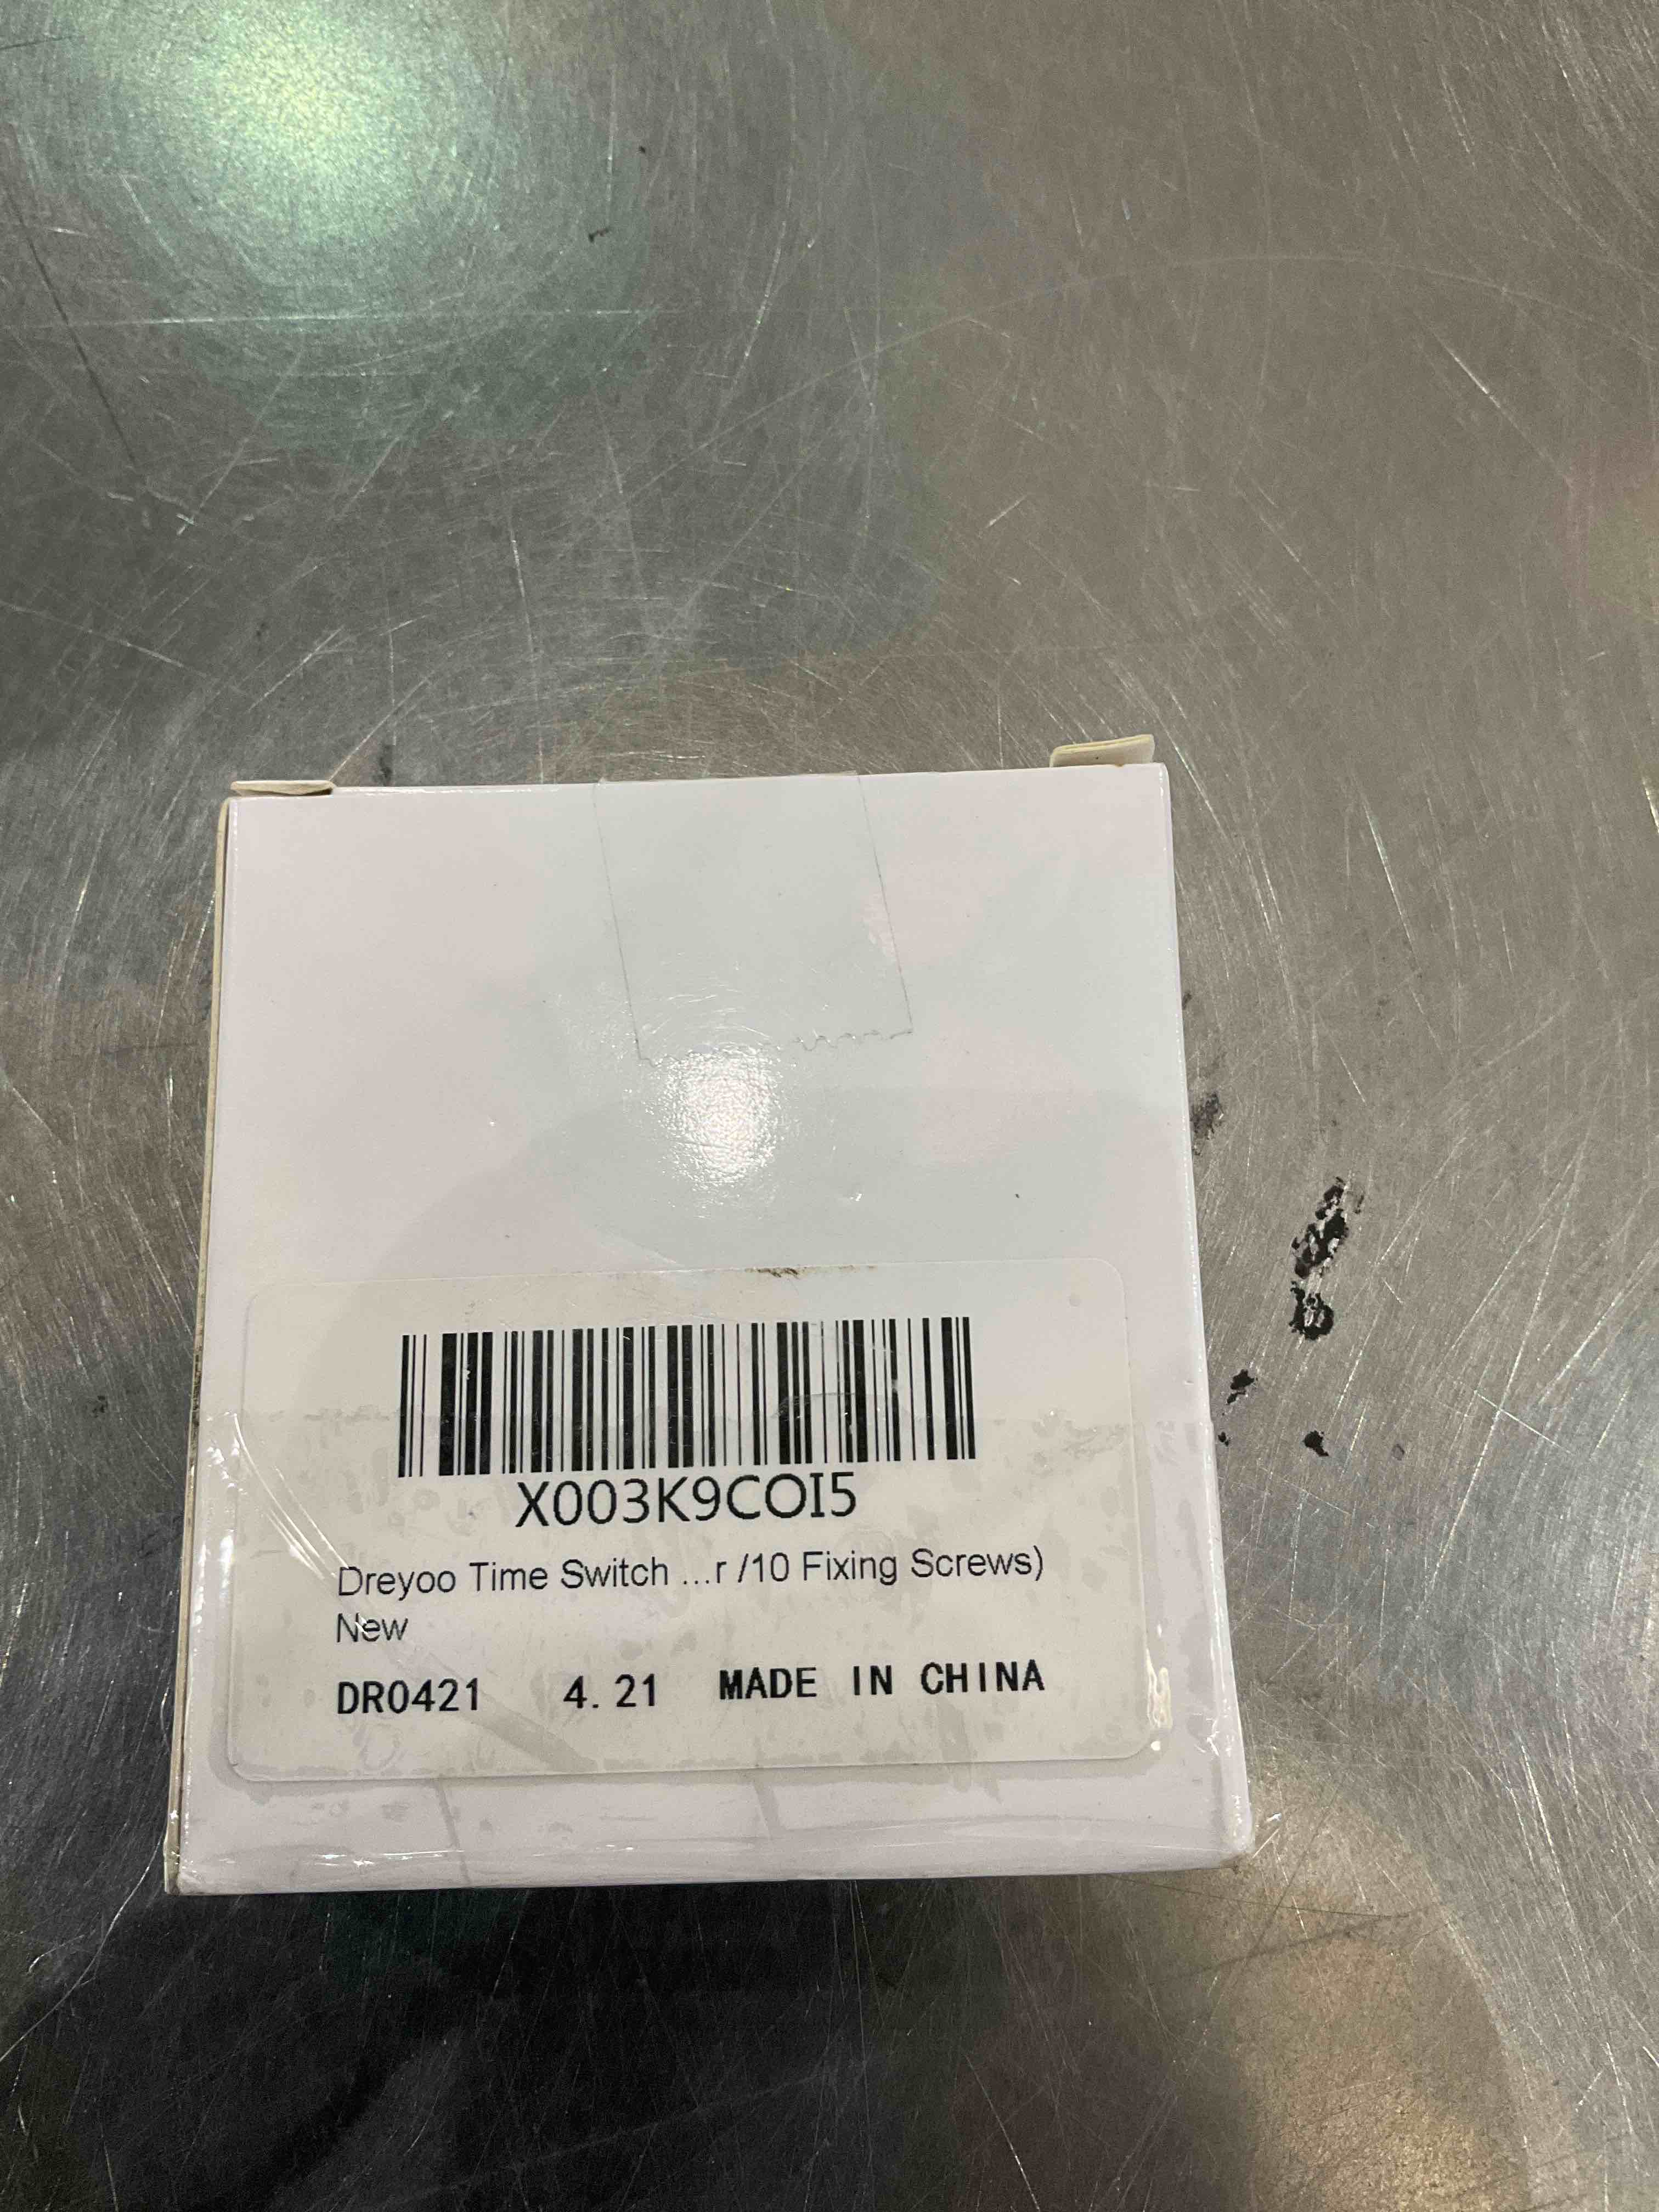 X003K9COI5
Dreyoo Time Switch ...r /10 Fixing Screws)
New
DR0421 4.21 MADE IN CHINA